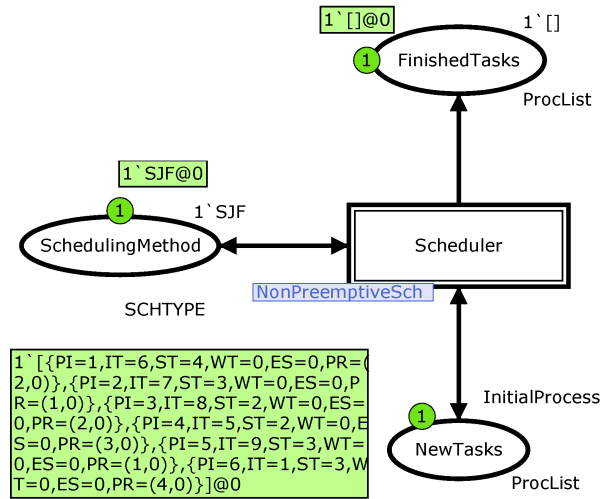 1`[]@0
1`[]
1
FinishedTasks
ProcList
1`SJF@0
1
1`SJF
SchedulingMethod
Scheduler
NonPreemptiveSch
SCHTYPE
1`[{PI=1,IT=6,ST=4,WT=0,ES=0,PR=(
2,0)},{PI=2,IT=7,ST=3,WT=0,ES=0,P
R=(1,0)},{PI=3,IT=8,ST=2,WT=0,ES=
0,PR=(2,0)},{PI=4,IT=5,ST=2,WT=0,E
S=0,PR=(3,0)},{PI=5,IT=9,ST=3,WT=
0,ES=0,PR=(1,0)},{PI=6,IT=1,ST=3,W
T=0,ES=0,PR=(4,0)}]@0
InitialProcess
1
NewTasks
ProcList